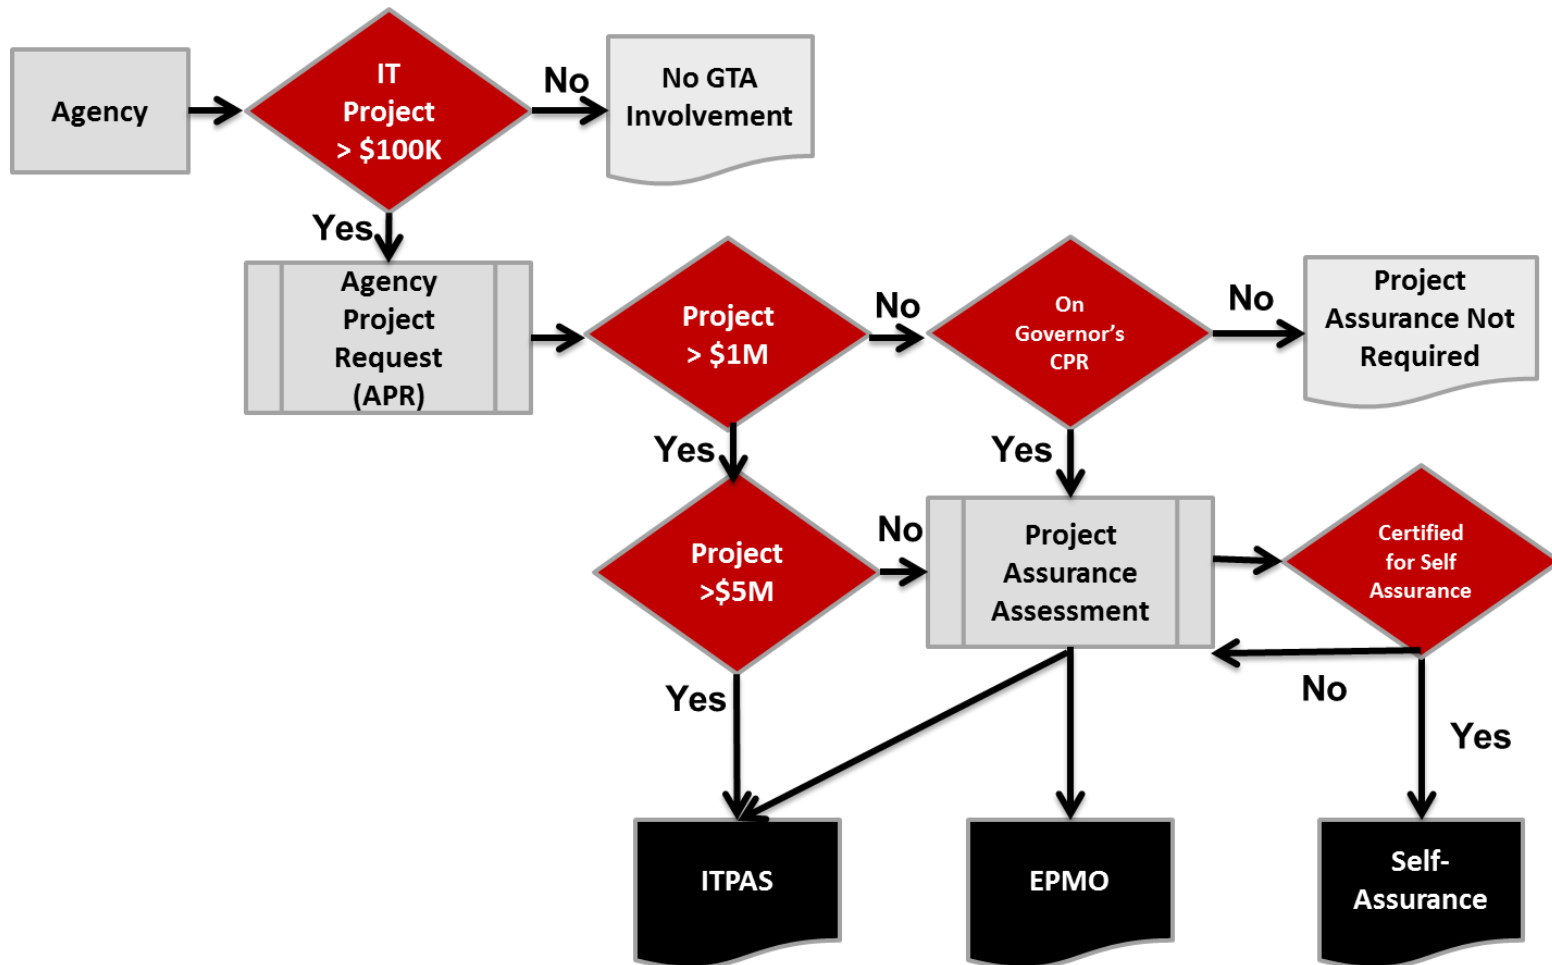 Agency
IT
Project
> $100K
No
No GTA
Involvement
Yes
Agency
Project
Request
(APR)
Project
> $1M
No
On
Governor's
CPR
No
Project
Assurance Not
Required
Yes
Yes
Project
>$5M
No
Project
Assurance
Assessment
Certified
for Self
Assurance
Yes
No
Yes
ITPAS
EPMO
Self-
Assurance